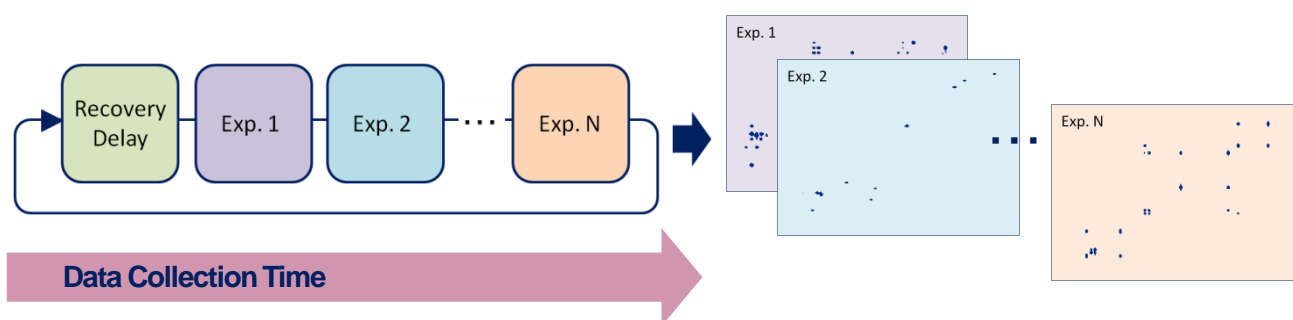 Recovery
Delay
Exp. 1
Exp. 2
...
Exp. N
Exp. 1
Exp. 2
...
Exp. N
Data Collection Time